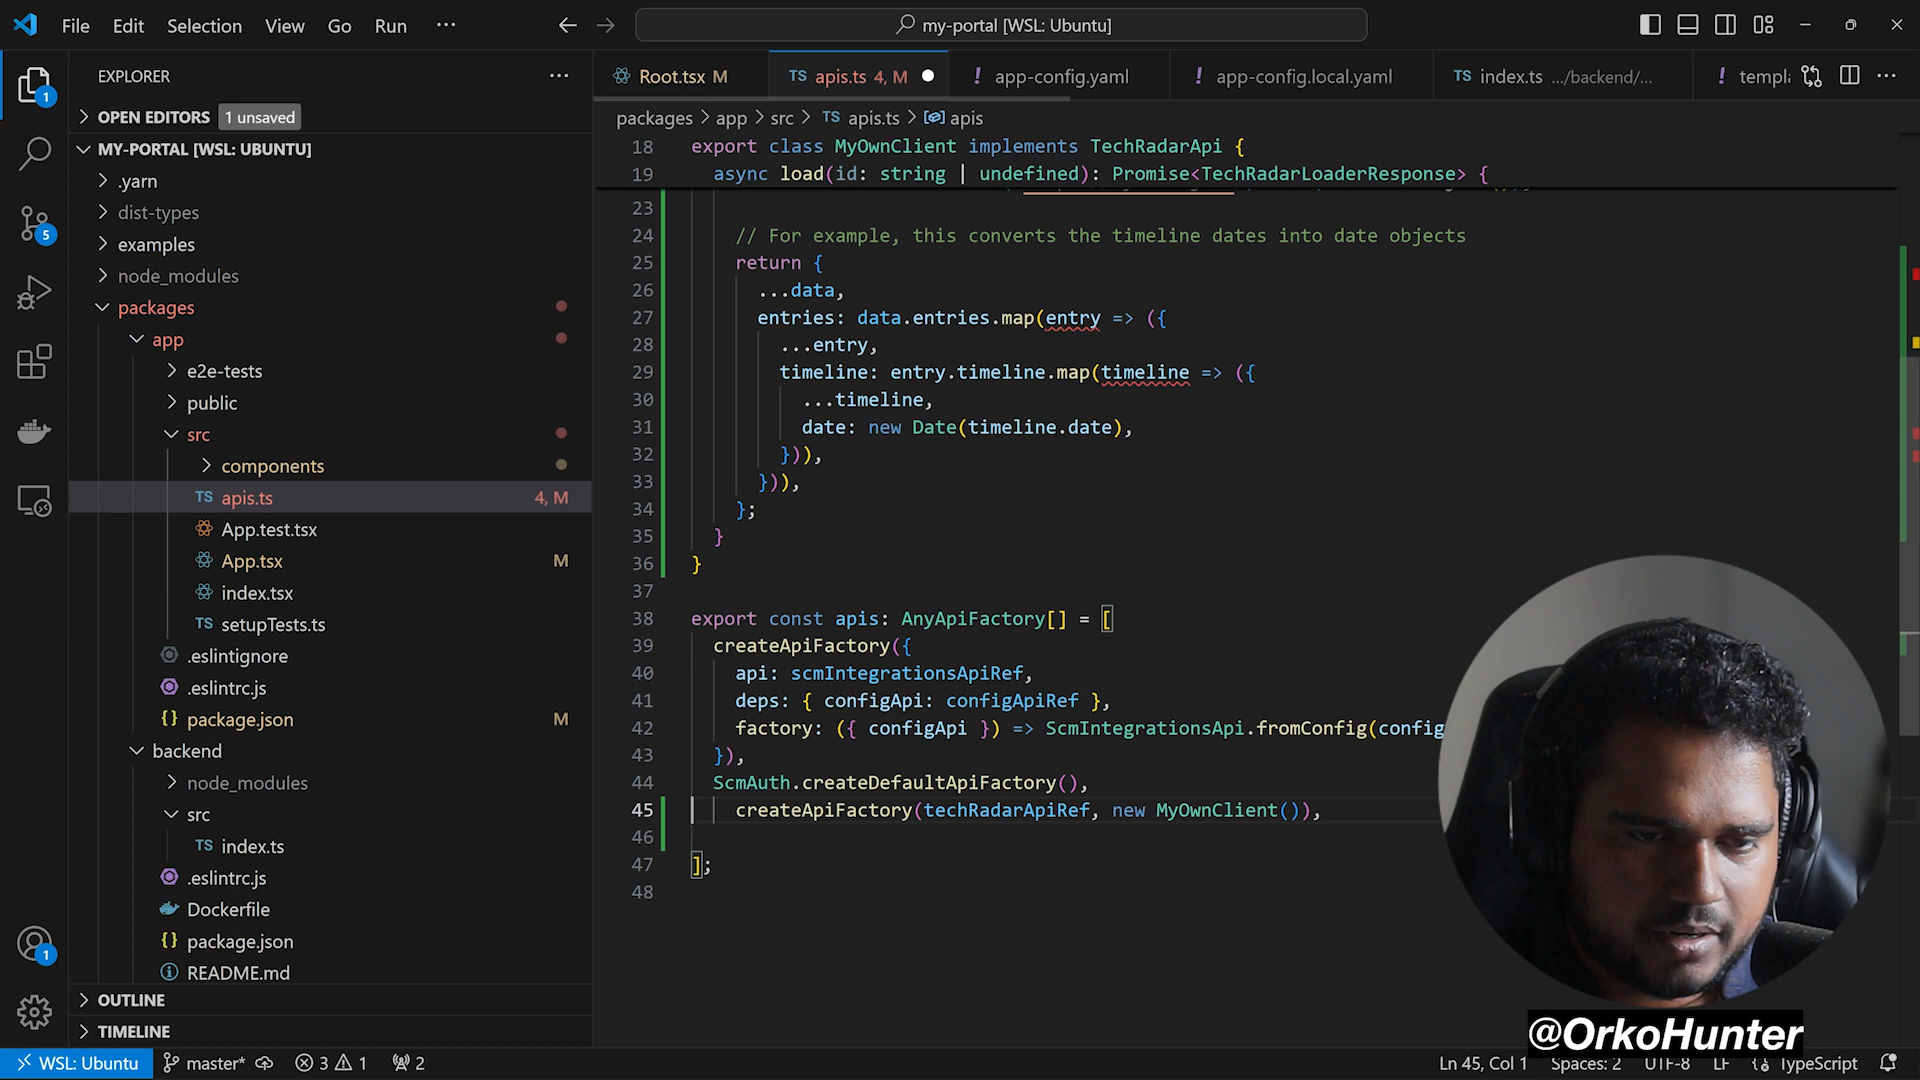 File Edit Selection View Go Run ···
my-portal [WSL: Ubuntu]
EXPLORER
OPEN EDITORS 1 unsaved
MY-PORTAL [WSL: UBUNTU]
.yarn
dist-types
examples
node_modules
packages
app
e2e-tests
public
src
components
TS apis.ts 4, M
App.test.tsx
App.tsx M
index.tsx
TS setupTests.ts
.eslintignore
.eslintrc.js
{} package.json M
backend
node_modules
src
TS index.ts
.eslintrc.js
Dockerfile
{} package.json
README.md
OUTLINE
TIMELINE
1
5
1
Root.tsx M
TS apis.ts 4, M
! app-config.yaml
! app-config.local.yaml
TS index.ts .../backend/...
! templ
packages > app > src > TS apis.ts > apis
18 export class MyOwnClient implements TechRadarApi {
19 async load(id: string | undefined): Promise<TechRadarLoaderResponse> {
23
24 // For example, this converts the timeline dates into date objects
25 return {
26 ...data,
27 entries: data.entries.map(entry => ({
28 ...entry,
29 timeline: entry.timeline.map(timeline => ({
30 ...timeline,
31 date: new Date(timeline.date),
32 })),
33 })),
34 };
35 }
36 }
37
38 export const apis: AnyApiFactory[] = [
39 createApiFactory({
40 api: scmIntegrationsApiRef,
41 deps: { configApi: configApiRef },
42 factory: ({ configApi }) => ScmIntegrationsApi.fromConfig(config
43 }),
44 ScmAuth.createDefaultApiFactory(),
45 createApiFactory(techRadarApiRef, new MyOwnClient()),
46
47 ];
48
@OrkoHunter
WSL: Ubuntu master* 3 1 2
Ln 45, Col 1 Spaces: 2 UTF-8 LF TypeScript